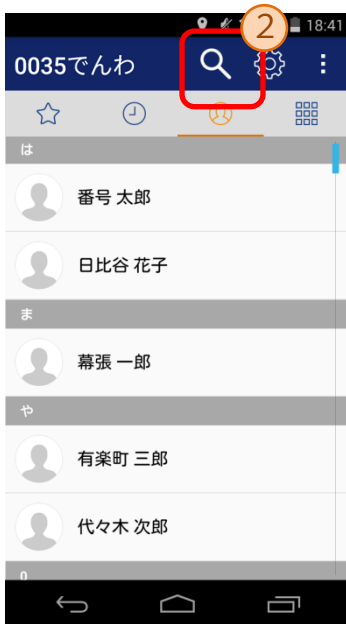 2
18:41
0035でんわ
は
番号 太郎
日比谷 花子
ま
幕張 一郎
や
有楽町 三郎
代々木 次郎